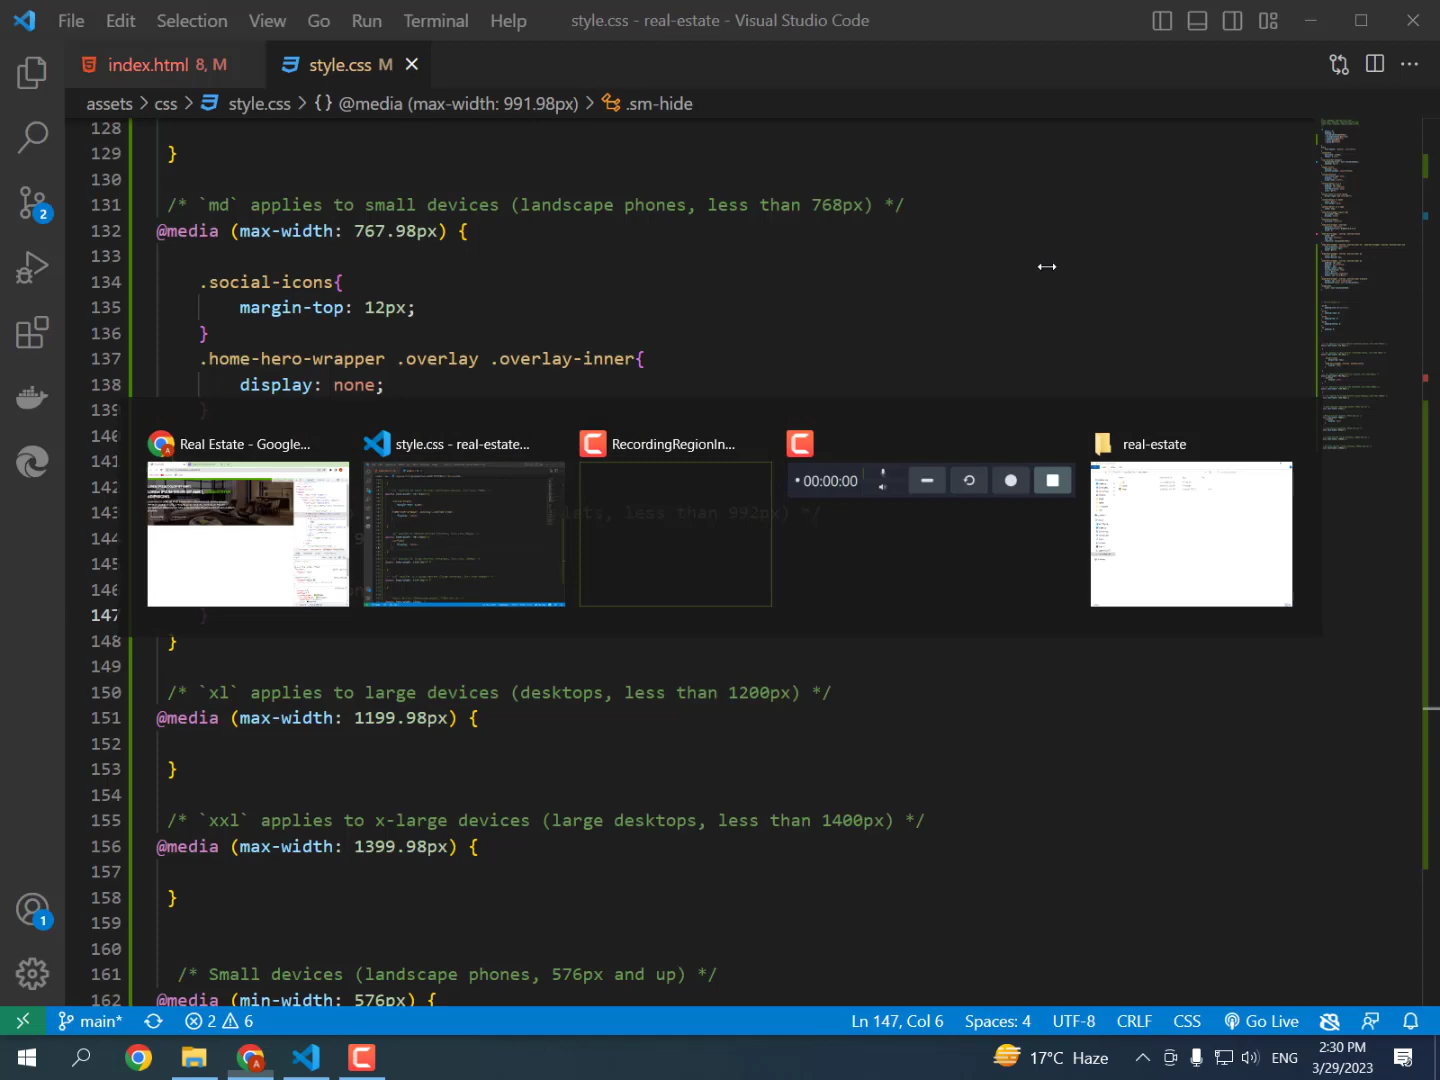 File Edit Selection View Go Run Terminal Help
style.css - real-estate - Visual Studio Code
index.html 8, M
style.css M
assets > css > style.css > {} @media (max-width: 991.98px) > .sm-hide
128
129 }
130
131 /* `md` applies to small devices (landscape phones, less than 768px) */
132 @media (max-width: 767.98px) {
133
134 .social-icons{
135 margin-top: 12px;
136 }
137 .home-hero-wrapper .overlay .overlay-inner{
138 display: none;
139 }
Real Estate - Google...
style.css - real-estate...
RecordingRegionIn...
real-estate
00:00:00
lets, less than 992px) */
147 }
148 }
149
150 /* `xl` applies to large devices (desktops, less than 1200px) */
151 @media (max-width: 1199.98px) {
152
153 }
154
155 /* `xxl` applies to x-large devices (large desktops, less than 1400px) */
156 @media (max-width: 1399.98px) {
157
158 }
159
160
161 /* Small devices (landscape phones, 576px and up) */
162 @media (min-width: 576px) {
2
1
main* 2 6
Ln 147, Col 6 Spaces: 4 UTF-8 CRLF CSS Go Live
17°C Haze ENG 2:30 PM
3/29/2023